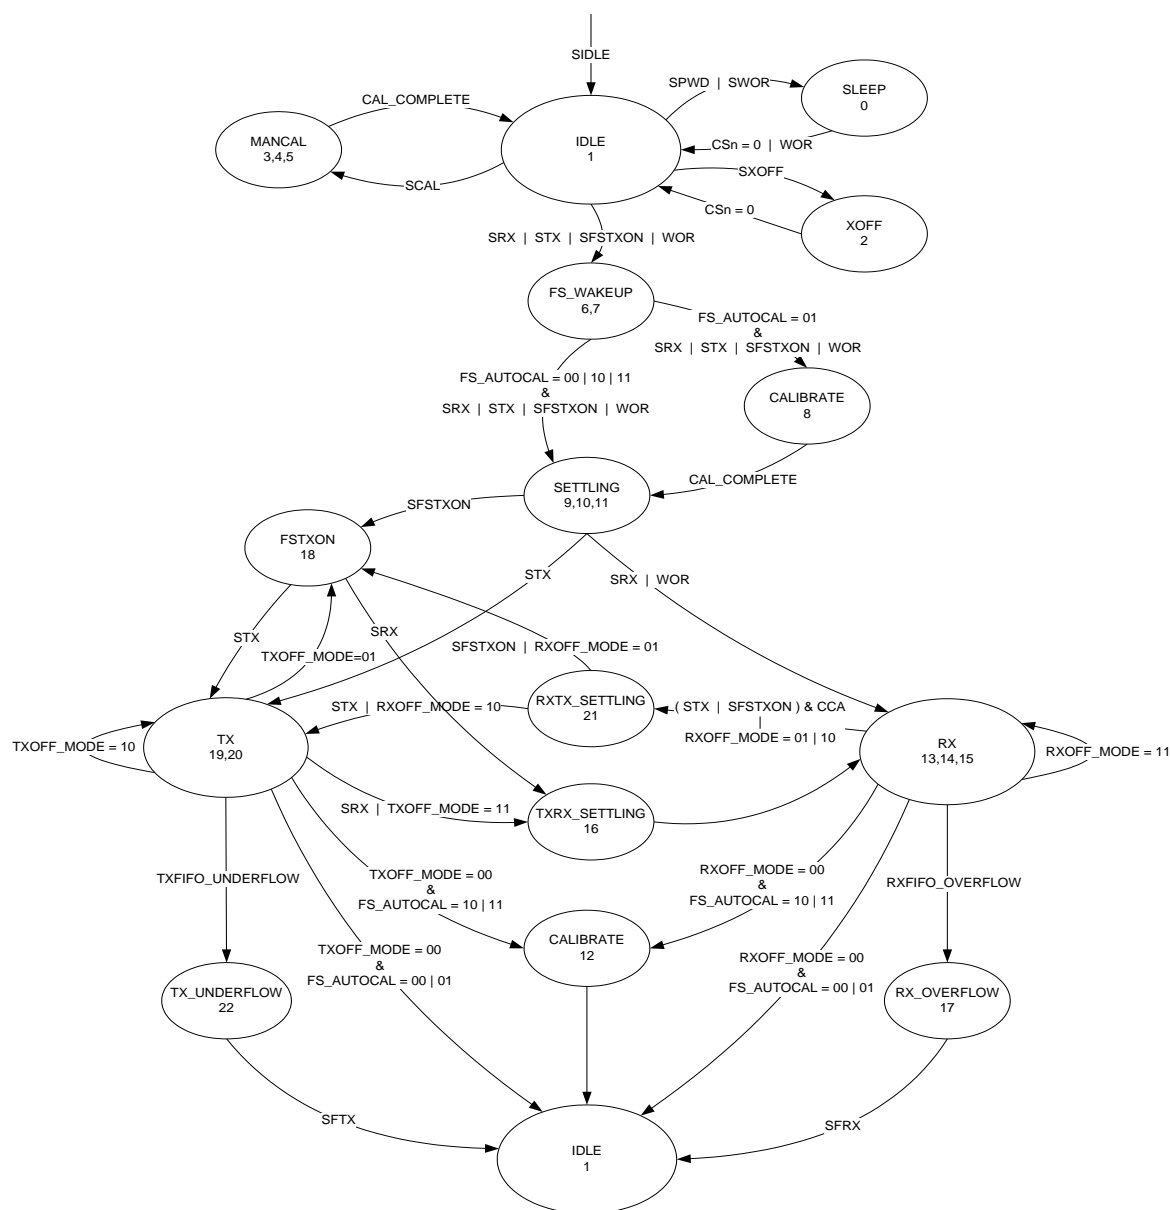 SIDLE
SPWD | SWOR
SLEEP
0
CAL_COMPLETE
MANCAL
3,4,5
IDLE
1
CSn = 0 | WOR
SCAL
SXOFF
CSn = 0
XOFF
2
SRX | STX | SFSTXON | WOR
FS_WAKEUP
6,7
FS_AUTOCAL = 01
&
SRX | STX | SFSTXON | WOR
FS_AUTOCAL = 00 | 10 | 11
&
SRX | STX | SFSTXON | WOR
CALIBRATE
8
SETTLING
9,10,11
CAL_COMPLETE
SFSTXON
FSTXON
18
STX
SRX | WOR
STX
SRX
TXOFF_MODE=01
SFSTXON | RXOFF_MODE = 01
RXTX_SETTLING
21
STX | RXOFF_MODE = 10
( STX | SFSTXON ) & CCA
|
RXOFF_MODE = 01 | 10
TXOFF_MODE = 10
TX
19,20
RX
13,14,15
RXOFF_MODE = 11
SRX | TXOFF_MODE = 11
TXRX_SETTLING
16
TXFIFO_UNDERFLOW
TXOFF_MODE = 00
&
FS_AUTOCAL = 10 | 11
RXOFF_MODE = 00
&
FS_AUTOCAL = 10 | 11
RXFIFO_OVERFLOW
CALIBRATE
12
TXOFF_MODE = 00
&
FS_AUTOCAL = 00 | 01
RXOFF_MODE = 00
&
FS_AUTOCAL = 00 | 01
TX_UNDERFLOW
22
RX_OVERFLOW
17
SFTX
SFRX
IDLE
1